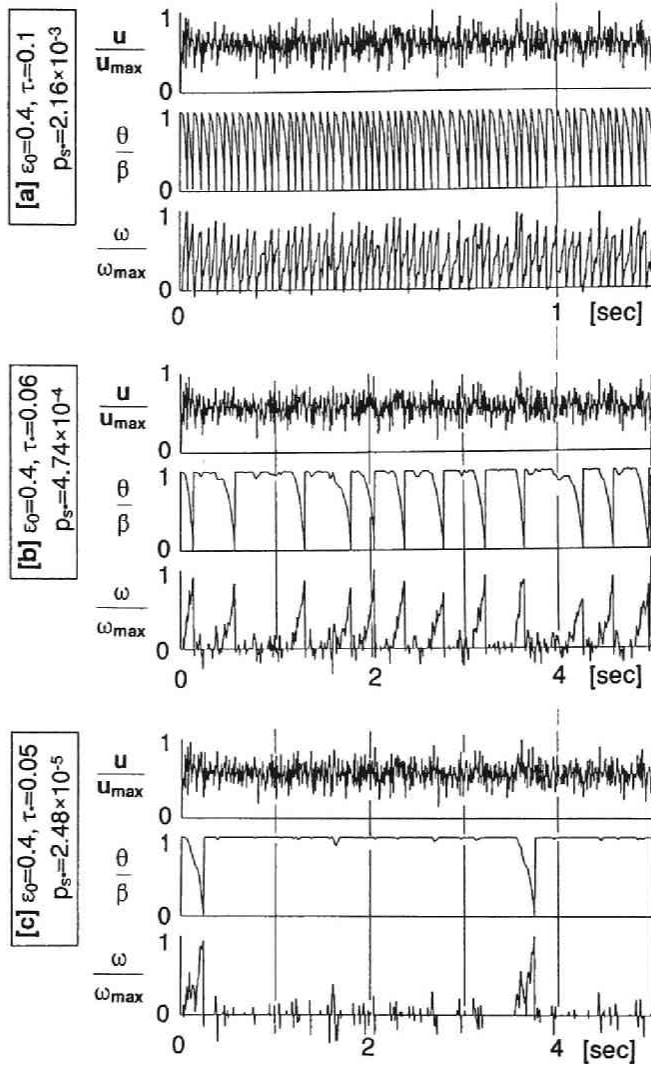 [a] ε₀=0.4, τ*=0.1
pₛ*=2.16×10⁻³
u
uₘₐₓ
1
0
θ
β
1
0
ω
ωₘₐₓ
1
0
0 1 [sec]
[b] ε₀=0.4, τ*=0.06
pₛ*=4.74×10⁻⁴
u
uₘₐₓ
1
0
θ
β
1
0
ω
ωₘₐₓ
1
0
0 2 4 [sec]
[c] ε₀=0.4, τ*=0.05
pₛ*=2.48×10⁻⁵
u
uₘₐₓ
1
0
θ
β
1
0
ω
ωₘₐₓ
1
0
0 2 4 [sec]